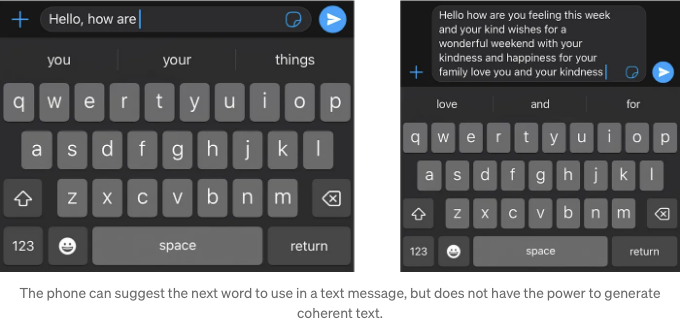 Hello, how are
you your things
q w e r t y u i o p
a s d f g h j k l
z x c v b n m
123 space return
Hello how are you feeling this week
and your kind wishes for a
wonderful weekend with your
kindness and happiness for your
family love you and your kindness
love and for
q w e r t y u i o p
a s d f g h j k l
z x c v b n m
123 space return
The phone can suggest the next word to use in a text message, but does not have the power to generate
coherent text.